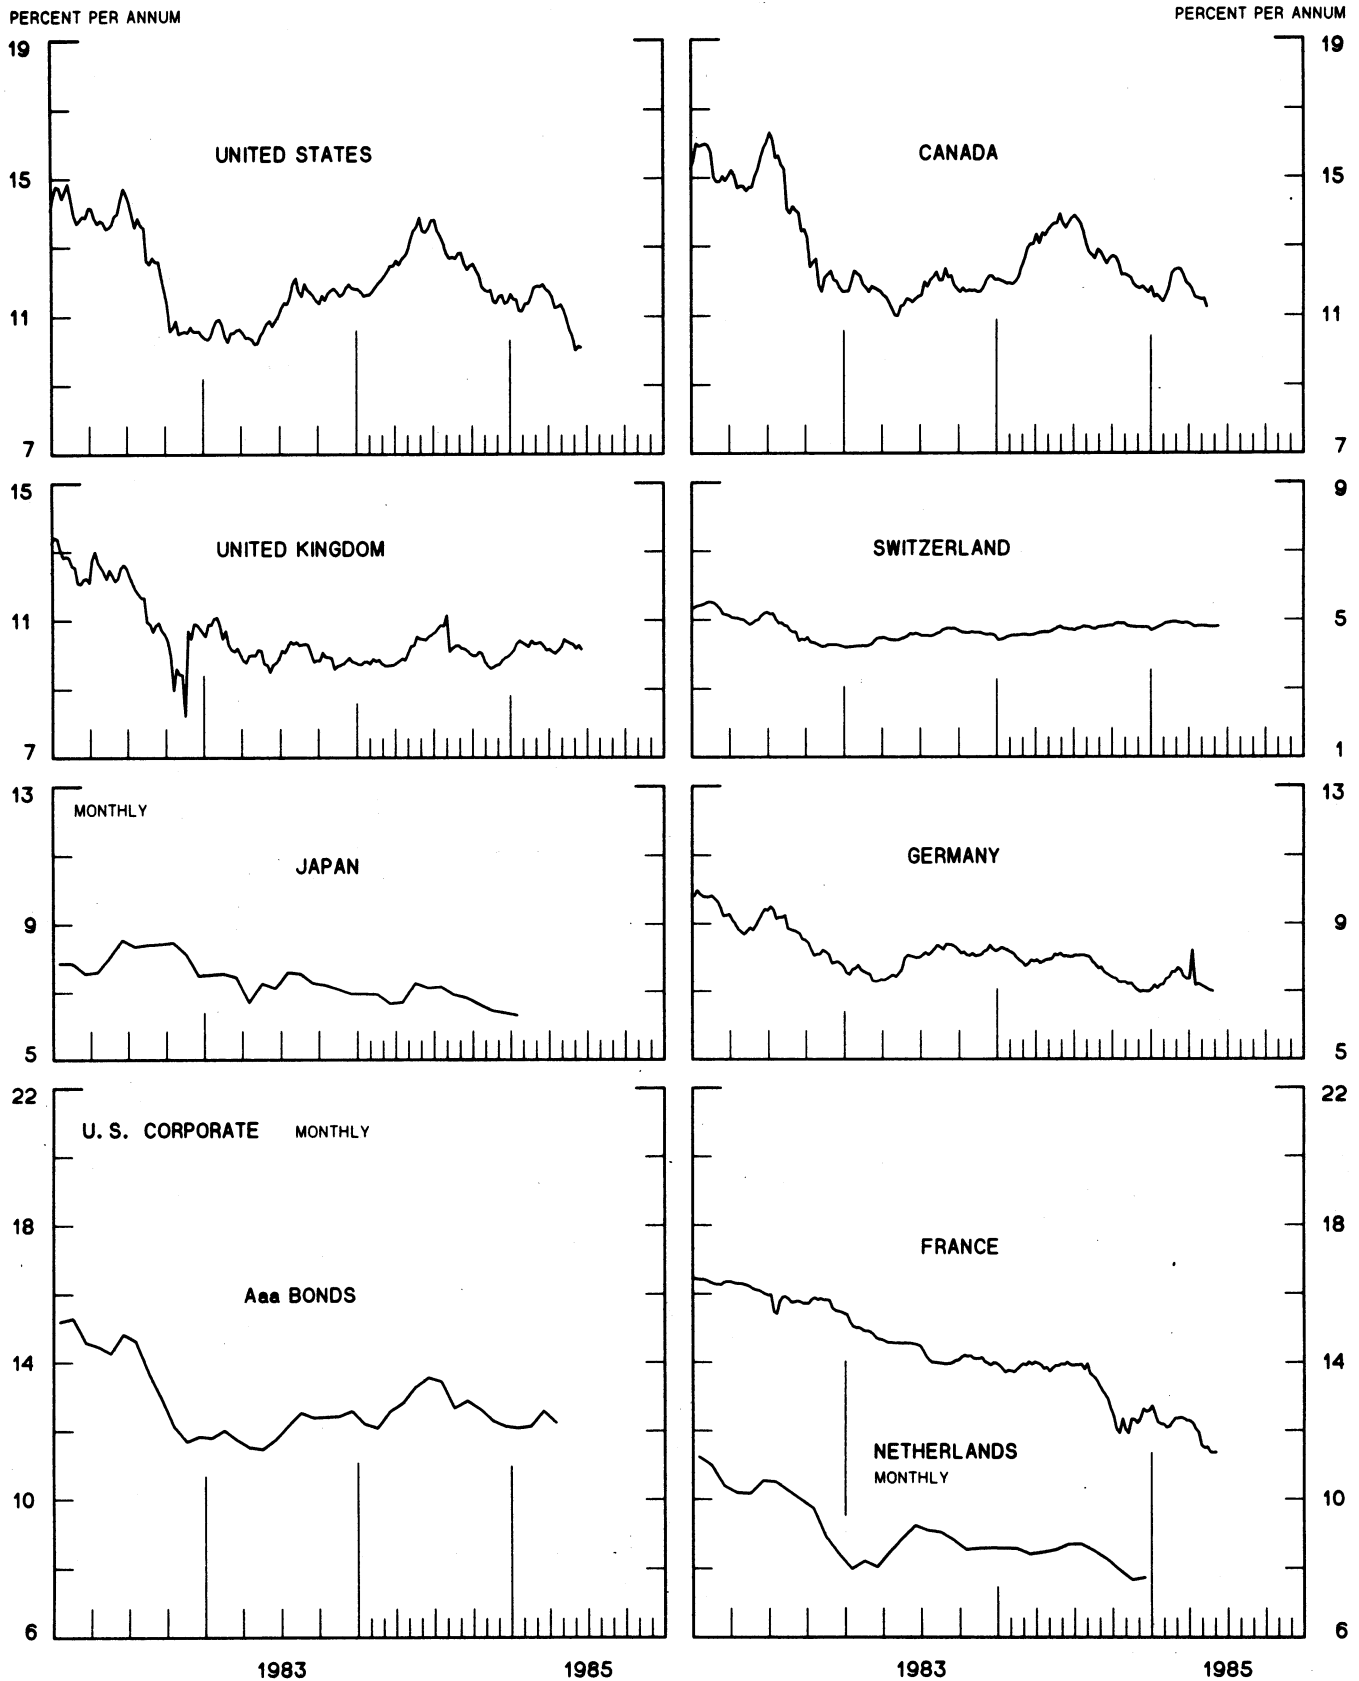 PERCENT PER ANNUM
PERCENT PER ANNUM
19
19
UNITED STATES
CANADA
15
15
11
11
7
7
15
9
UNITED KINGDOM
SWITZERLAND
11
5
7
1
13
13
MONTHLY
JAPAN
GERMANY
9
9
5
5
22
22
U.S. CORPORATE MONTHLY
18
18
FRANCE
Aaa BONDS
14
14
NETHERLANDS
MONTHLY
10
10
6
6
1983 1985
1983 1985